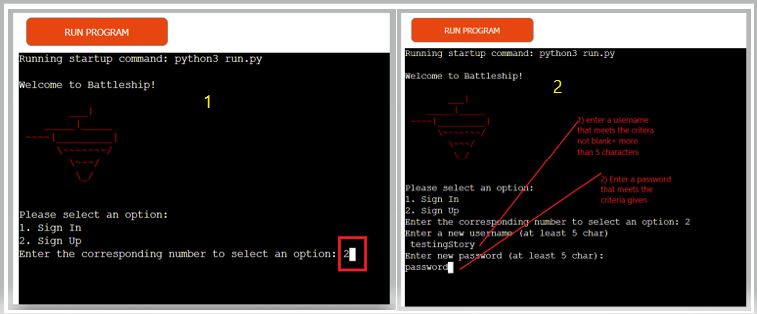 RUN PROGRAM
Running startup command: python3 run.py
Welcome to Battleship!
1
Please select an option:
1. Sign In
2. Sign Up
Enter the corresponding number to select an option: 2
RUN PROGRAM
Running startup command: python3 run.py
Welcome to Battleship!
2
1) enter a username
that meets the critera
not blank+ more
than 5 characters
2) Enter a password
that meets the
criteria given
Please select an option:
1. Sign In
2. Sign Up
Enter the corresponding number to select an option: 2
Enter a new username (at least 5 char)
testingStory
Enter new password (at least 5 char):
password